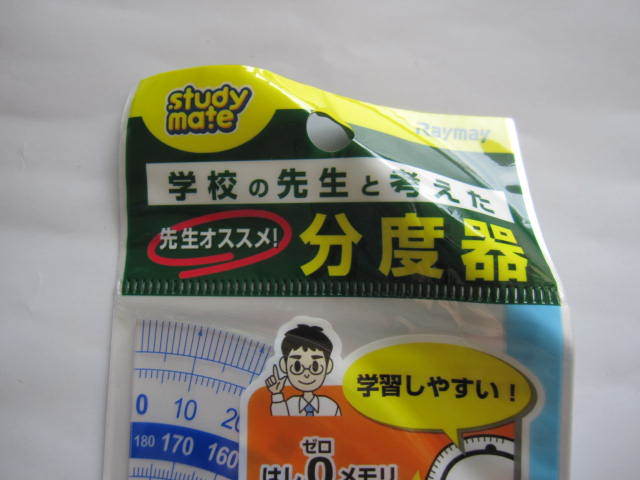 study
mate
Raymay
学校の先生と考えた
先生オススメ!
分度器
学習しやすい!
0 10 20
180 170 160
ゼロ
はし0メモリ